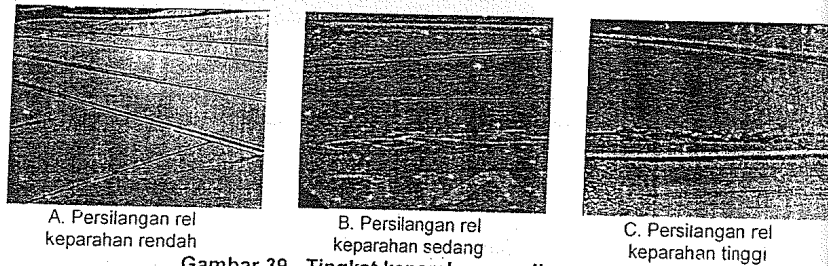 A. Persilangan rel
keparahan rendah
B. Persilangan rel
keparahan sedang
C. Persilangan rel
keparahan tinggi
Gambar 39 Tingkat